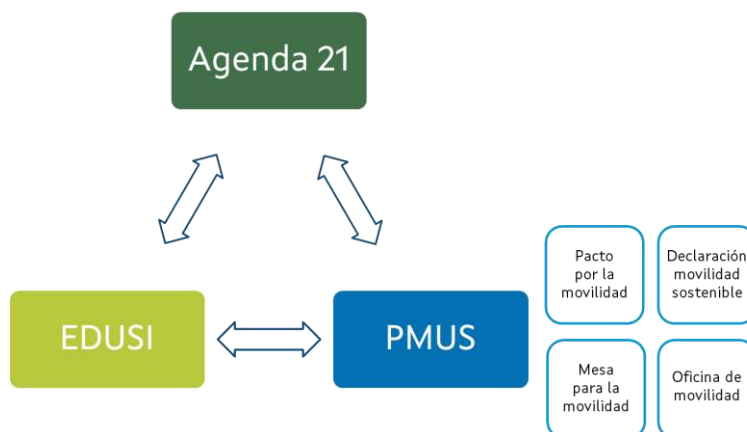 Agenda 21
EDUSI
PMUS
Pacto
por la
movilidad
Declaración
movilidad
sostenible
Mesa
para la
movilidad
Oficina de
movilidad